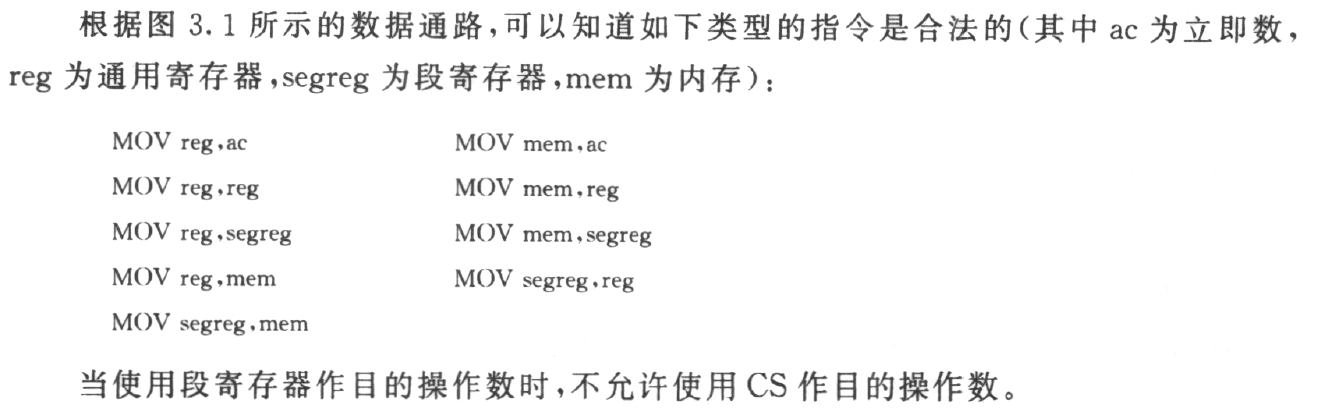 根据图 3.1 所示的数据通路,可以知道如下类型的指令是合法的(其中 ac 为立即数,
reg 为通用寄存器,segreg 为段寄存器,mem 为内存):
MOV reg,ac MOV mem,ac
MOV reg,reg MOV mem,reg
MOV reg,segreg MOV mem,segreg
MOV reg,mem MOV segreg,reg
MOV segreg,mem
当使用段寄存器作目的操作数时,不允许使用 CS 作目的操作数。